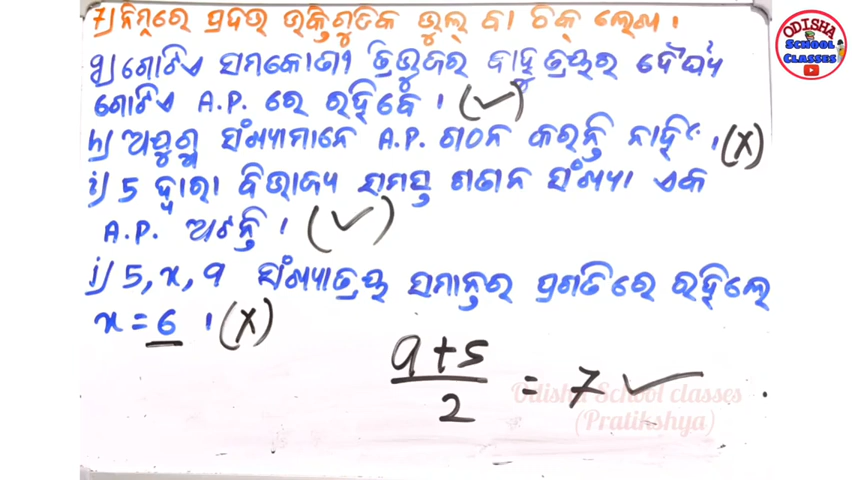 7) ନିମ୍ନରେ ପ୍ରଦତ୍ତ ଉକ୍ତିଗୁଡିକ ଭୁଲ୍ ବା ଠିକ୍ ଲେଖ ।
g) ଗୋଟିଏ ସମକୋଣୀ ତ୍ରିଭୁଜର ବାହୁତ୍ରୟର ଦୈର୍ଘ୍ୟ
ଗୋଟିଏ A.P. ରେ ରହିବେ । (✓)
h) ଅଯୁଗ୍ମ ସଂଖ୍ୟାମାନେ A.P. ଗଠନ କରନ୍ତି ନାହିଁ । (X)
i) 5 ଦ୍ୱାରା ବିଭାଜ୍ୟ ସମସ୍ତ ଗଣନ ସଂଖ୍ୟା ଏକ
A.P. ଅଟନ୍ତି । (✓)
j) 5, x, 9 ସଂଖ୍ୟାତ୍ରୟ ସମାନ୍ତର ପ୍ରଗତିରେ ରହିଲେ
x = 6 । (X)
9+5
2
= 7 ✓
Odisha School classes
(Pratikshya)
ODISHA
SCHOOL
CLASSES